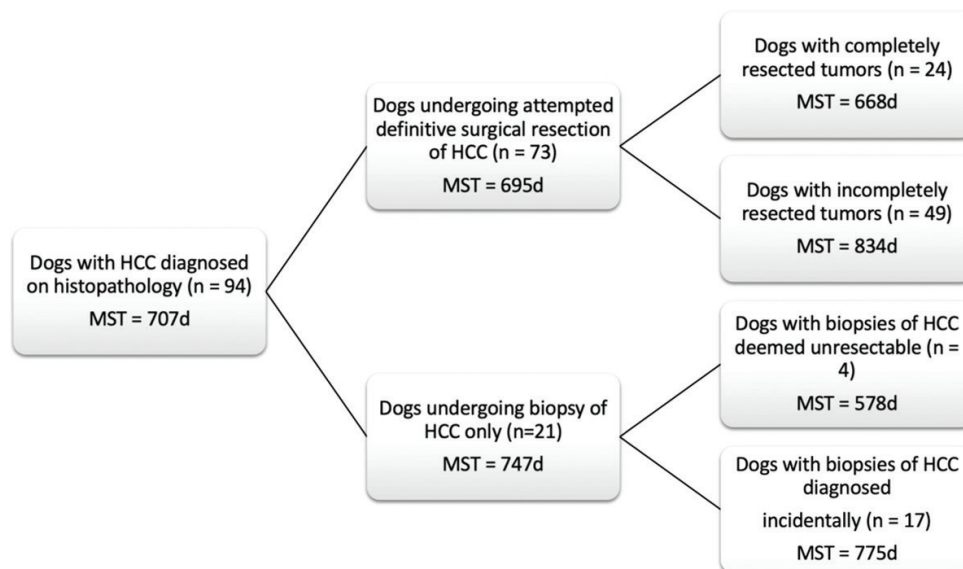 Dogs with HCC diagnosed
on histopathology (n = 94)
MST = 707d
Dogs undergoing attempted
definitive surgical resection
of HCC (n = 73)
MST = 695d
Dogs with completely
resected tumors (n = 24)
MST = 668d
Dogs with incompletely
resected tumors (n = 49)
MST = 834d
Dogs undergoing biopsy of
HCC only (n=21)
MST = 747d
Dogs with biopsies of HCC
deemed unresectable (n =
4)
MST = 578d
Dogs with biopsies of HCC
diagnosed
incidentally (n = 17)
MST = 775d